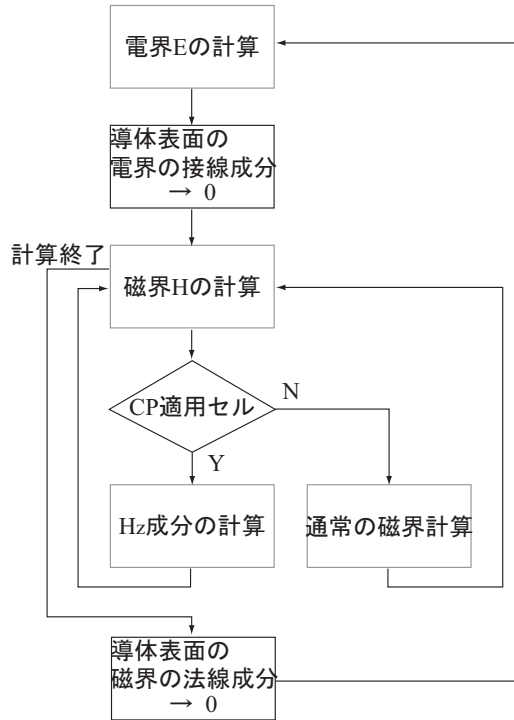 電界Eの計算
導体表面の
電界の接線成分
→ 0
計算終了
磁界Hの計算
CP適用セル
N
Y
Hz成分の計算
通常の磁界計算
導体表面の
磁界の法線成分
→ 0